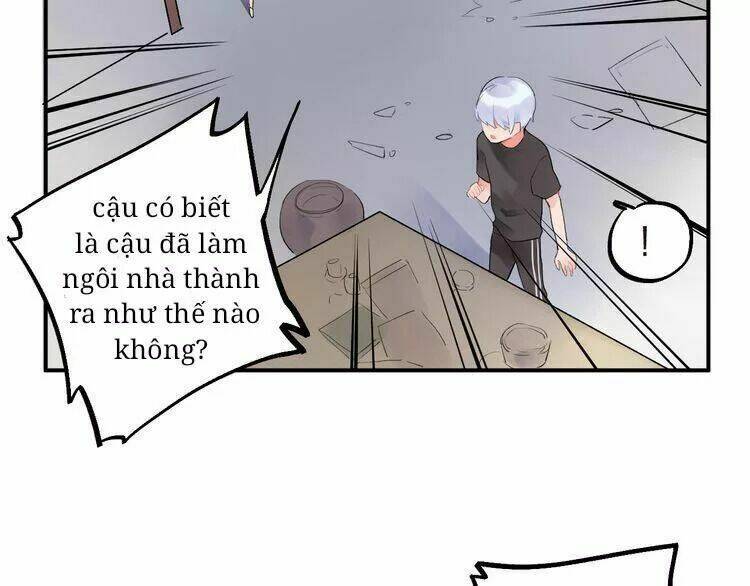 cậu có biết
là cậu đã làm
ngôi nhà thành
ra như thế nào
không?
!